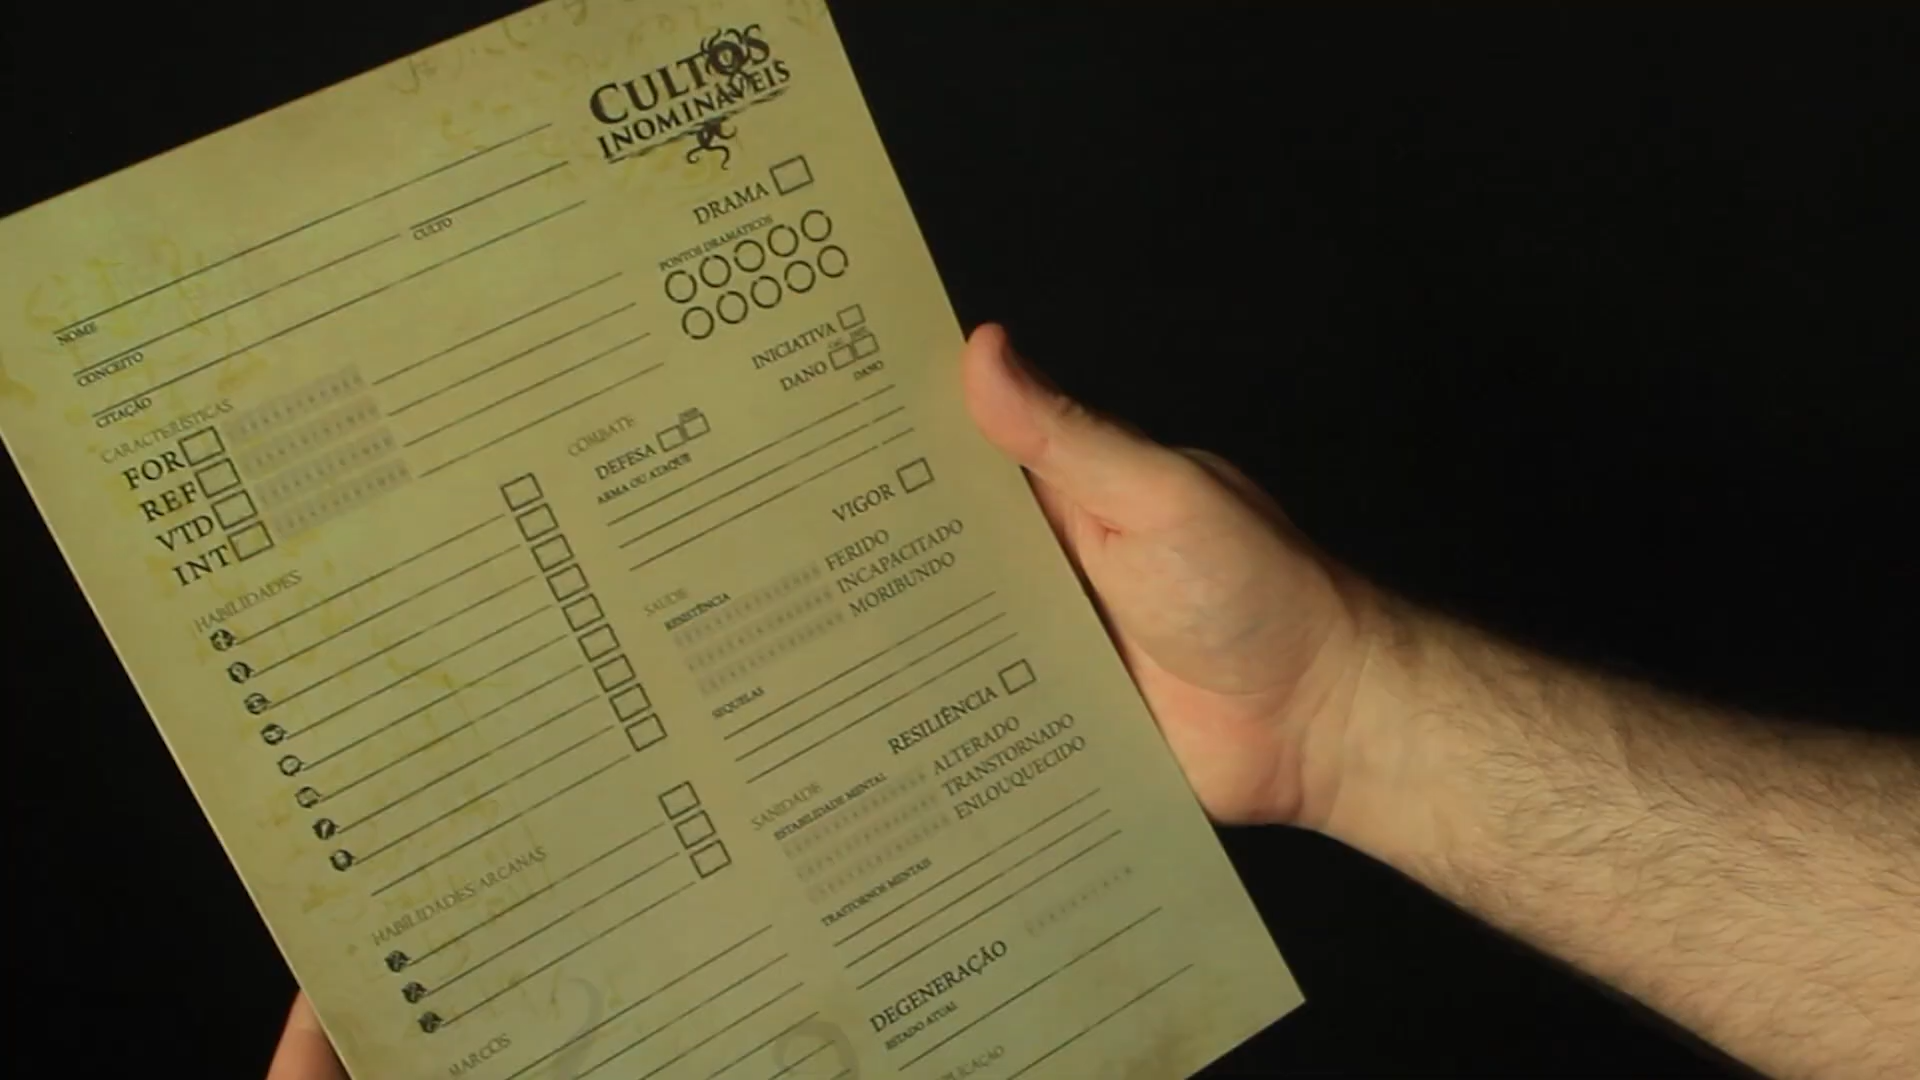 CULTOS
INOMINÁVEIS
NOME
CULTO
CONCEITO
CITAÇÃO
DRAMA
PONTOS DRAMÁTICOS
CARACTERÍSTICAS
FOR
REF
VTD
INT
COMBATE
INICIATIVA
DEFESA
DANO
ARMA OU ATAQUE
DANO
HABILIDADES
SAÚDE
VIGOR
RESISTÊNCIA
FERIDO
INCAPACITADO
MORIBUNDO
SEQUELAS
SANIDADE
RESILIÊNCIA
ESTABILIDADE MENTAL
ALTERADO
TRANSTORNADO
ENLOUQUECIDO
TRASTORNOS MENTAIS
HABILIDADES ARCANAS
DEGENERAÇÃO
ESTADO ATUAL
MARCOS